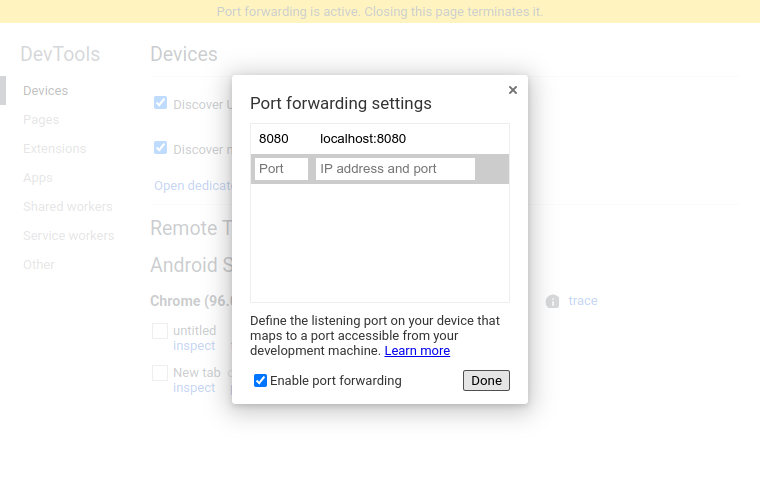 Port forwarding is active. Closing this page terminates it.
DevTools
Devices
Pages
Extensions
Apps
Shared workers
Service workers
Other
Devices
Discover
Discover
Open
Remote
Android
Chrome
trace
untitled
inspect
New tab
inspect
×
Port forwarding settings
8080 localhost:8080
Port IP address and port
Define the listening port on your device that
maps to a port accessible from your
development machine. Learn more
Enable port forwarding
Done